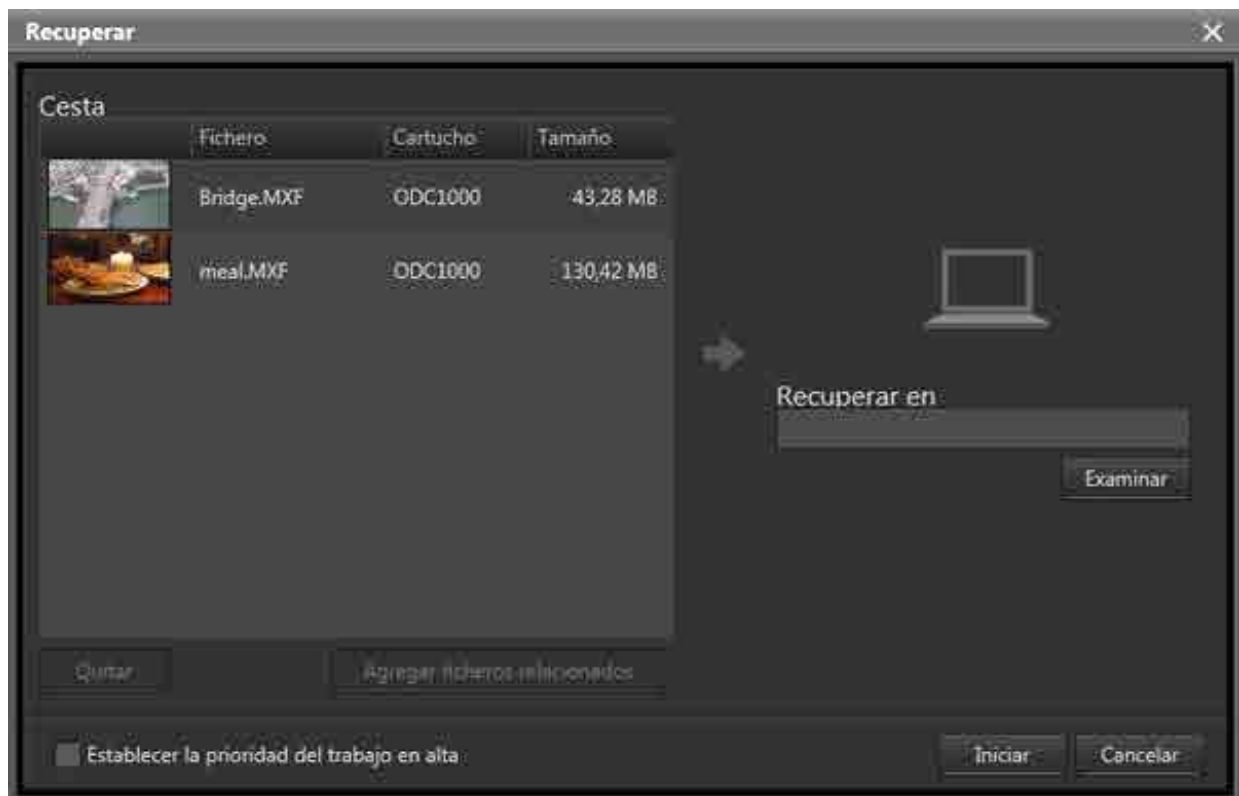 Recuperar
Cesta
Fichero Cartucho Tamaño
Bridge.MXF ODC1000 43,28 MB
meal.MXF ODC1000 130,42 MB
Recuperar en
Examinar
Quitar Agregar ficheros relacionados
Establecer la prioridad del trabajo en alta Iniciar Cancelar